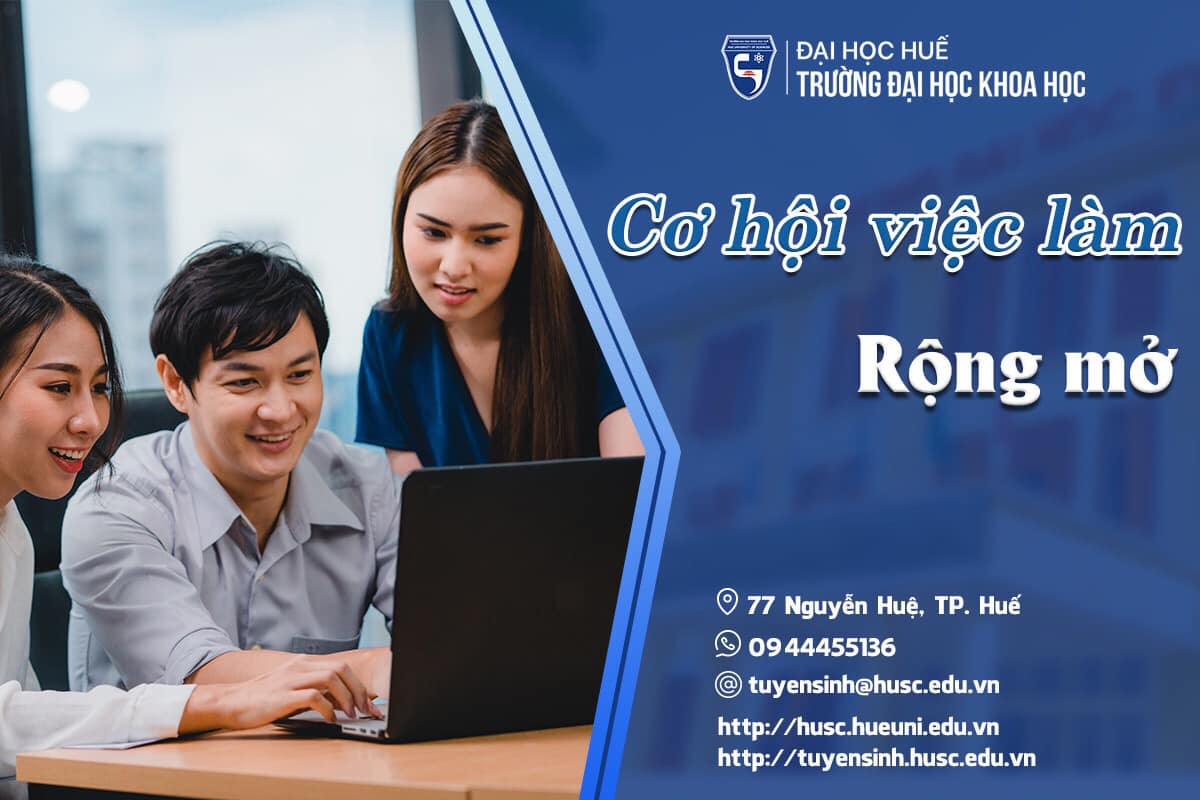 ĐẠI HỌC HUẾ
TRƯỜNG ĐẠI HỌC KHOA HỌC
Cơ hội việc làm
Rộng mở
77 Nguyễn Huệ, TP. Huế
0944455136
tuyensinh@husc.edu.vn
http://husc.hueuni.edu.vn
http://tuyensinh.husc.edu.vn